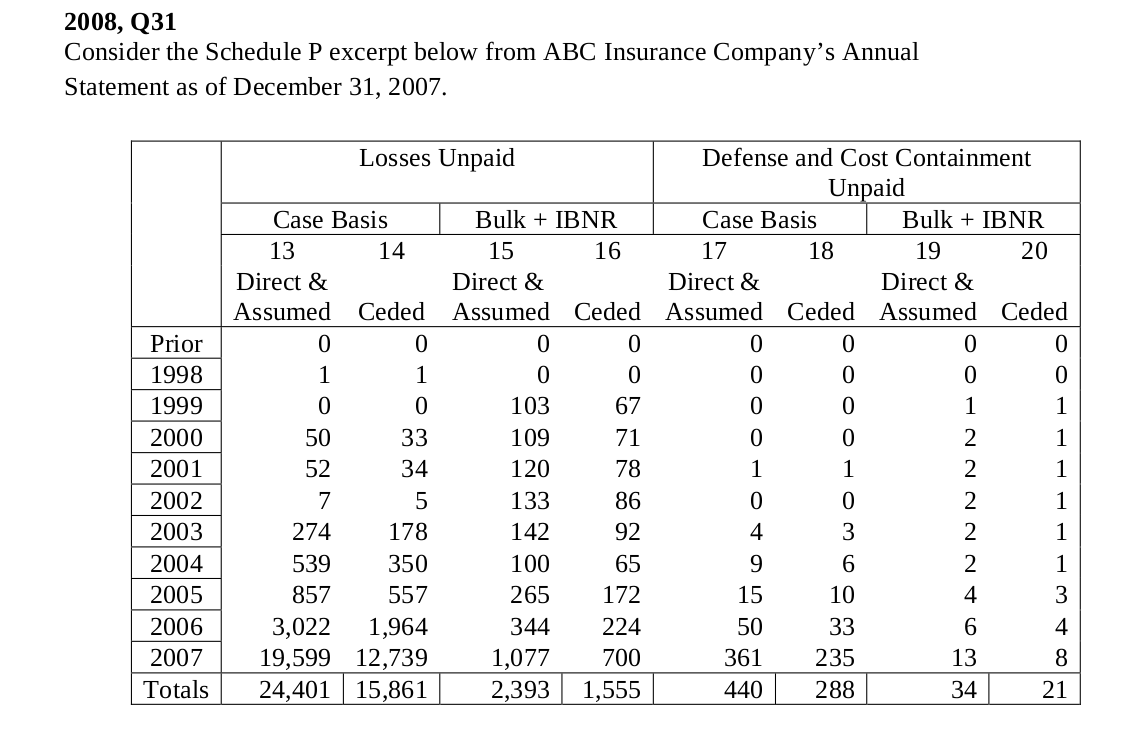 2008, Q31
Consider the Schedule P excerpt below from ABC Insurance Company’s Annual
Statement as of December 31, 2007.
Losses Unpaid Defense and Cost Containment
Unpaid
Case Basis Bulk + IBNR Case Basis Bulk + IBNR
13 14 15 16 17 18 19 20
Direct & Direct & Direct & Direct &
Assumed Ceded Assumed Ceded Assumed Ceded Assumed Ceded
Prior 0 0 0 0 0 0 0 0
1998 1 1 0 0 0 0 0 0
1999 0 0 103 67 0 0 1 1
2000 50 33 109 71 0 0 2 1
2001 52 34 120 78 1 1 2 1
2002 7 5 133 86 0 0 2 1
2003 274 178 142 92 4 3 2 1
2004 539 350 100 65 9 6 2 1
2005 857 557 265 172 15 10 4 3
2006 3,022 1,964 344 224 50 33 6 4
2007 19,599 12,739 1,077 700 361 235 13 8
Totals 24,401 15,861 2,393 1,555 440 288 34 21